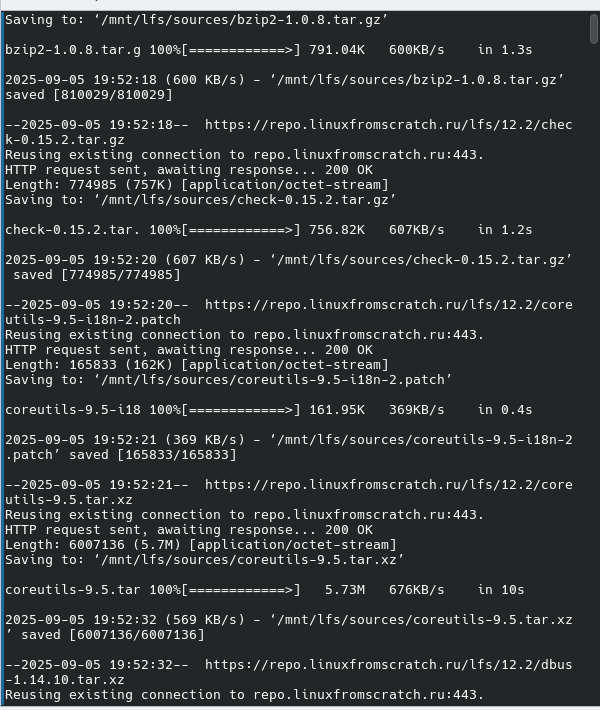 Saving to: ‘/mnt/lfs/sources/bzip2-1.0.8.tar.gz’
bzip2-1.0.8.tar.g 100%[============>] 791.04K   600KB/s    in 1.3s
2025-09-05 19:52:18 (600 KB/s) - ‘/mnt/lfs/sources/bzip2-1.0.8.tar.gz’
saved [810029/810029]
--2025-09-05 19:52:18--  https://repo.linuxfromscratch.ru/lfs/12.2/chec
k-0.15.2.tar.gz
Reusing existing connection to repo.linuxfromscratch.ru:443.
HTTP request sent, awaiting response... 200 OK
Length: 774985 (757K) [application/octet-stream]
Saving to: ‘/mnt/lfs/sources/check-0.15.2.tar.gz’
check-0.15.2.tar. 100%[============>] 756.82K   607KB/s    in 1.2s
2025-09-05 19:52:20 (607 KB/s) - ‘/mnt/lfs/sources/check-0.15.2.tar.gz’
 saved [774985/774985]
--2025-09-05 19:52:20--  https://repo.linuxfromscratch.ru/lfs/12.2/core
utils-9.5-i18n-2.patch
Reusing existing connection to repo.linuxfromscratch.ru:443.
HTTP request sent, awaiting response... 200 OK
Length: 165833 (162K) [application/octet-stream]
Saving to: ‘/mnt/lfs/sources/coreutils-9.5-i18n-2.patch’
coreutils-9.5-i18 100%[============>] 161.95K   369KB/s    in 0.4s
2025-09-05 19:52:21 (369 KB/s) - ‘/mnt/lfs/sources/coreutils-9.5-i18n-2
.patch’ saved [165833/165833]
--2025-09-05 19:52:21--  https://repo.linuxfromscratch.ru/lfs/12.2/core
utils-9.5.tar.xz
Reusing existing connection to repo.linuxfromscratch.ru:443.
HTTP request sent, awaiting response... 200 OK
Length: 6007136 (5.7M) [application/octet-stream]
Saving to: ‘/mnt/lfs/sources/coreutils-9.5.tar.xz’
coreutils-9.5.tar 100%[============>]   5.73M   676KB/s    in 10s
2025-09-05 19:52:32 (569 KB/s) - ‘/mnt/lfs/sources/coreutils-9.5.tar.xz
’ saved [6007136/6007136]
--2025-09-05 19:52:32--  https://repo.linuxfromscratch.ru/lfs/12.2/dbus
-1.14.10.tar.xz
Reusing existing connection to repo.linuxfromscratch.ru:443.